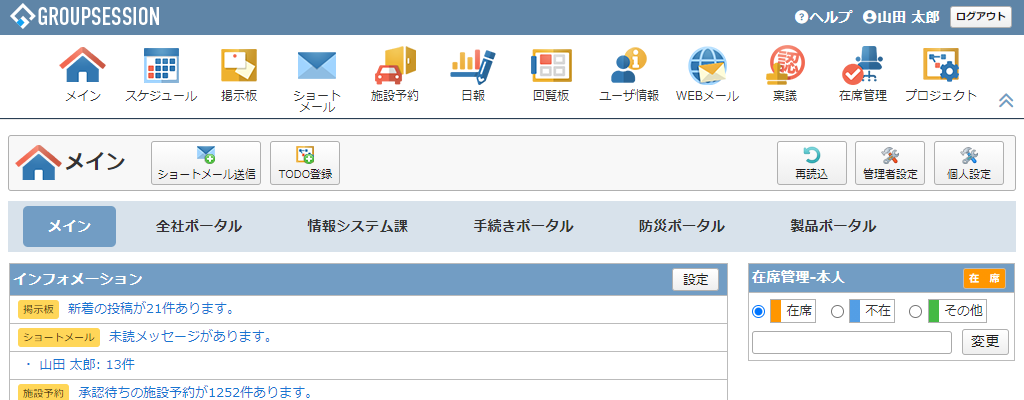 GROUPSESSION
ヘルプ 山田 太郎 ログアウト
メイン スケジュール 掲示板 ショートメール 施設予約 日報 回覧板 ユーザ情報 WEBメール 稟議 在席管理 プロジェクト
認
メイン ショートメール送信 TODO登録 再読込 管理者設定 個人設定
メイン 全社ポータル 情報システム課 手続きポータル 防災ポータル 製品ポータル
インフォメーション 設定
掲示板 新着の投稿が21件あります。
ショートメール 未読メッセージがあります。
・ 山田 太郎: 13件
施設予約 承認待ちの施設予約が1252件あります。
在席管理-本人 在 席
在席 不在 その他
変更